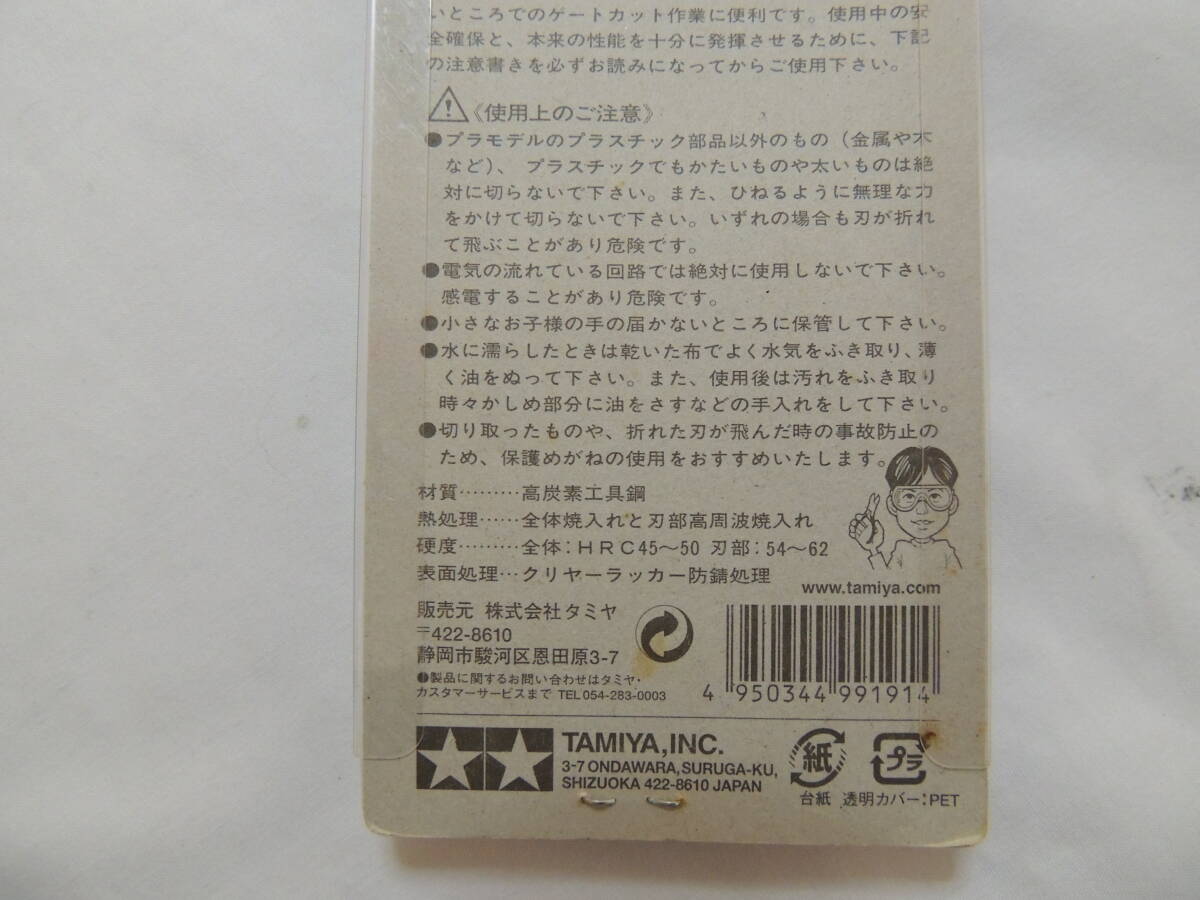 いところでのゲートカット作業に便利です。使用中の安
全確保と、本来の性能を十分に発揮させるために、下記
の注意書きを必ずお読みになってからご使用下さい。
《使用上のご注意》
●プラモデルのプラスチック部品以外のもの（金属や木
など）、プラスチックでもかたいものや太いものは絶
対に切らないで下さい。また、ひねるように無理な力
をかけて切らないで下さい。いずれの場合も刃が折れ
て飛ぶことがあり危険です。
●電気の流れている回路では絶対に使用しないで下さい。
感電することがあり危険です。
●小さなお子様の手の届かないところに保管して下さい。
●水に濡らしたときは乾いた布でよく水気をふき取り、薄
く油をぬって下さい。また、使用後は汚れをふき取り
時々かしめ部分に油をさすなどの手入れをして下さい。
●切り取ったものや、折れた刃が飛んだ時の事故防止の
ため、保護めがねの使用をおすすめいたします。
材質………高炭素工具鋼
熱処理……全体焼入れと刃部高周波焼入れ
硬度………全体：HRC45〜50 刃部：54〜62
表面処理…クリヤーラッカー防錆処理
www.tamiya.com
販売元 株式会社タミヤ
〒422-8610
静岡市駿河区恩田原3-7
●製品に関するお問い合わせはタミヤ・
カスタマーサービスまで TEL 054-283-0003
4 950344 991914
TAMIYA,INC.
3-7 ONDAWARA,SURUGA-KU,
SHIZUOKA 422-8610 JAPAN
紙
プラ
台紙 透明カバー：PET